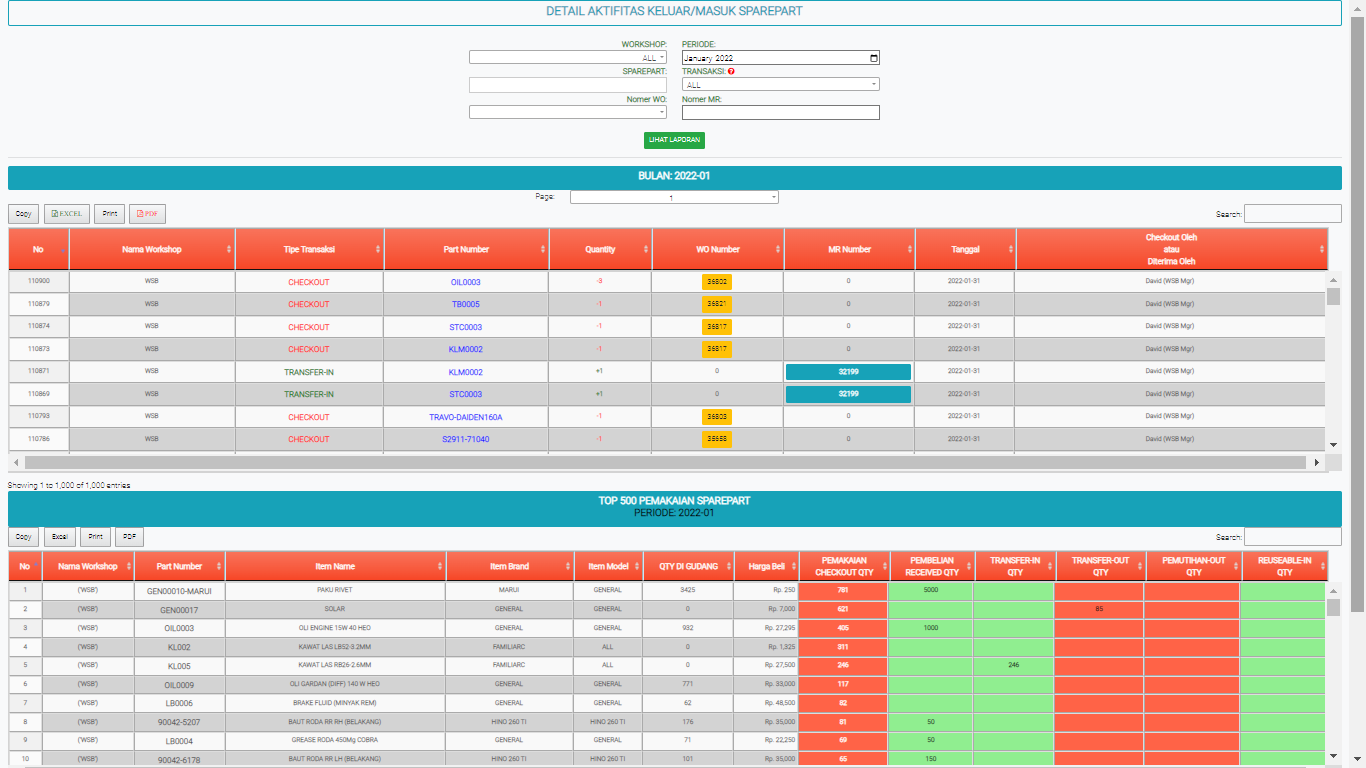 DETAIL AKTIFITAS KELUAR/MASUK SPAREPART
WORKSHOP: PERIODE:
ALL January 2022
SPAREPART: TRANSAKSI:
ALL
Nomer WO: Nomer MR:
LIHAT LAPORAN
BULAN: 2022-01
Page: 1
Copy EXCEL Print PDF Search:
No Nama Workshop Tipe Transaksi Part Number Quantity WO Number MR Number Tanggal Checkout Oleh
atau
Diterima Oleh
110900 WSB CHECKOUT OIL0003 -3 36802 0 2022-01-31 David (WSB Mgr)
110879 WSB CHECKOUT TB0005 -1 36821 0 2022-01-31 David (WSB Mgr)
110874 WSB CHECKOUT STC0003 -1 36817 0 2022-01-31 David (WSB Mgr)
110873 WSB CHECKOUT KLM0002 -1 36817 0 2022-01-31 David (WSB Mgr)
110871 WSB TRANSFER-IN KLM0002 +1 0 32199 2022-01-31 David (WSB Mgr)
110869 WSB TRANSFER-IN STC0003 +1 0 32199 2022-01-31 David (WSB Mgr)
110793 WSB CHECKOUT TRAVO-DAIDEN160A -1 36803 0 2022-01-31 David (WSB Mgr)
110786 WSB CHECKOUT S2911-71040 -1 0 2022-01-31 David (WSB Mgr)
Showing 1 to 1,000 of 1,000 entries
TOP 500 PEMAKAIAN SPAREPART
PERIODE: 2022-01
Copy Excel Print PDF Search:
No Nama Workshop Part Number Item Name Item Brand Item Model QTY DI GUDANG Harga Beli PEMAKAIAN CHECKOUT QTY PEMBELIAN RECEIVED QTY TRANSFER-IN QTY TRANSFER-OUT QTY PEMUTIHAN-OUT QTY REUSEABLE-IN QTY
1 ('WSB') GEN00010-MARUI PAKU RIVET MARUI GENERAL 3425 Rp. 250 781 5000
2 ('WSB') GEN00017 SOLAR GENERAL GENERAL 0 Rp. 7,000 621 85
3 ('WSB') OIL0003 OLI ENGINE 15W 40 HEO GENERAL GENERAL 932 Rp. 27,295 405 1000
4 ('WSB') KL002 KAWAT LAS LB52-3.2MM FAMILIARC ALL 0 Rp. 1,325 311
5 ('WSB') KL005 KAWAT LAS RB26-2.6MM FAMILIARC ALL 0 Rp. 27,500 246 246
6 ('WSB') OIL0009 OLI GARDAN (DIFF) 140 W HEO GENERAL GENERAL 771 Rp. 33,000 117
7 ('WSB') LB0006 BRAKE FLUID (MINYAK REM) GENERAL GENERAL 62 Rp. 48,500 82
8 ('WSB') 90042-5207 BAUT RODA RR RH (BELAKANG) HINO 260 TI HINO 260 TI 176 Rp. 35,000 81 50
9 ('WSB') LB0004 GREASE RODA 450Mg COBRA GENERAL GENERAL 71 Rp. 22,250 69 50
10 ('WSB') 90042-6178 BAUT RODA RR LH (BELAKANG) HINO 260 TI HINO 260 TI 101 Rp. 35,000 65 150